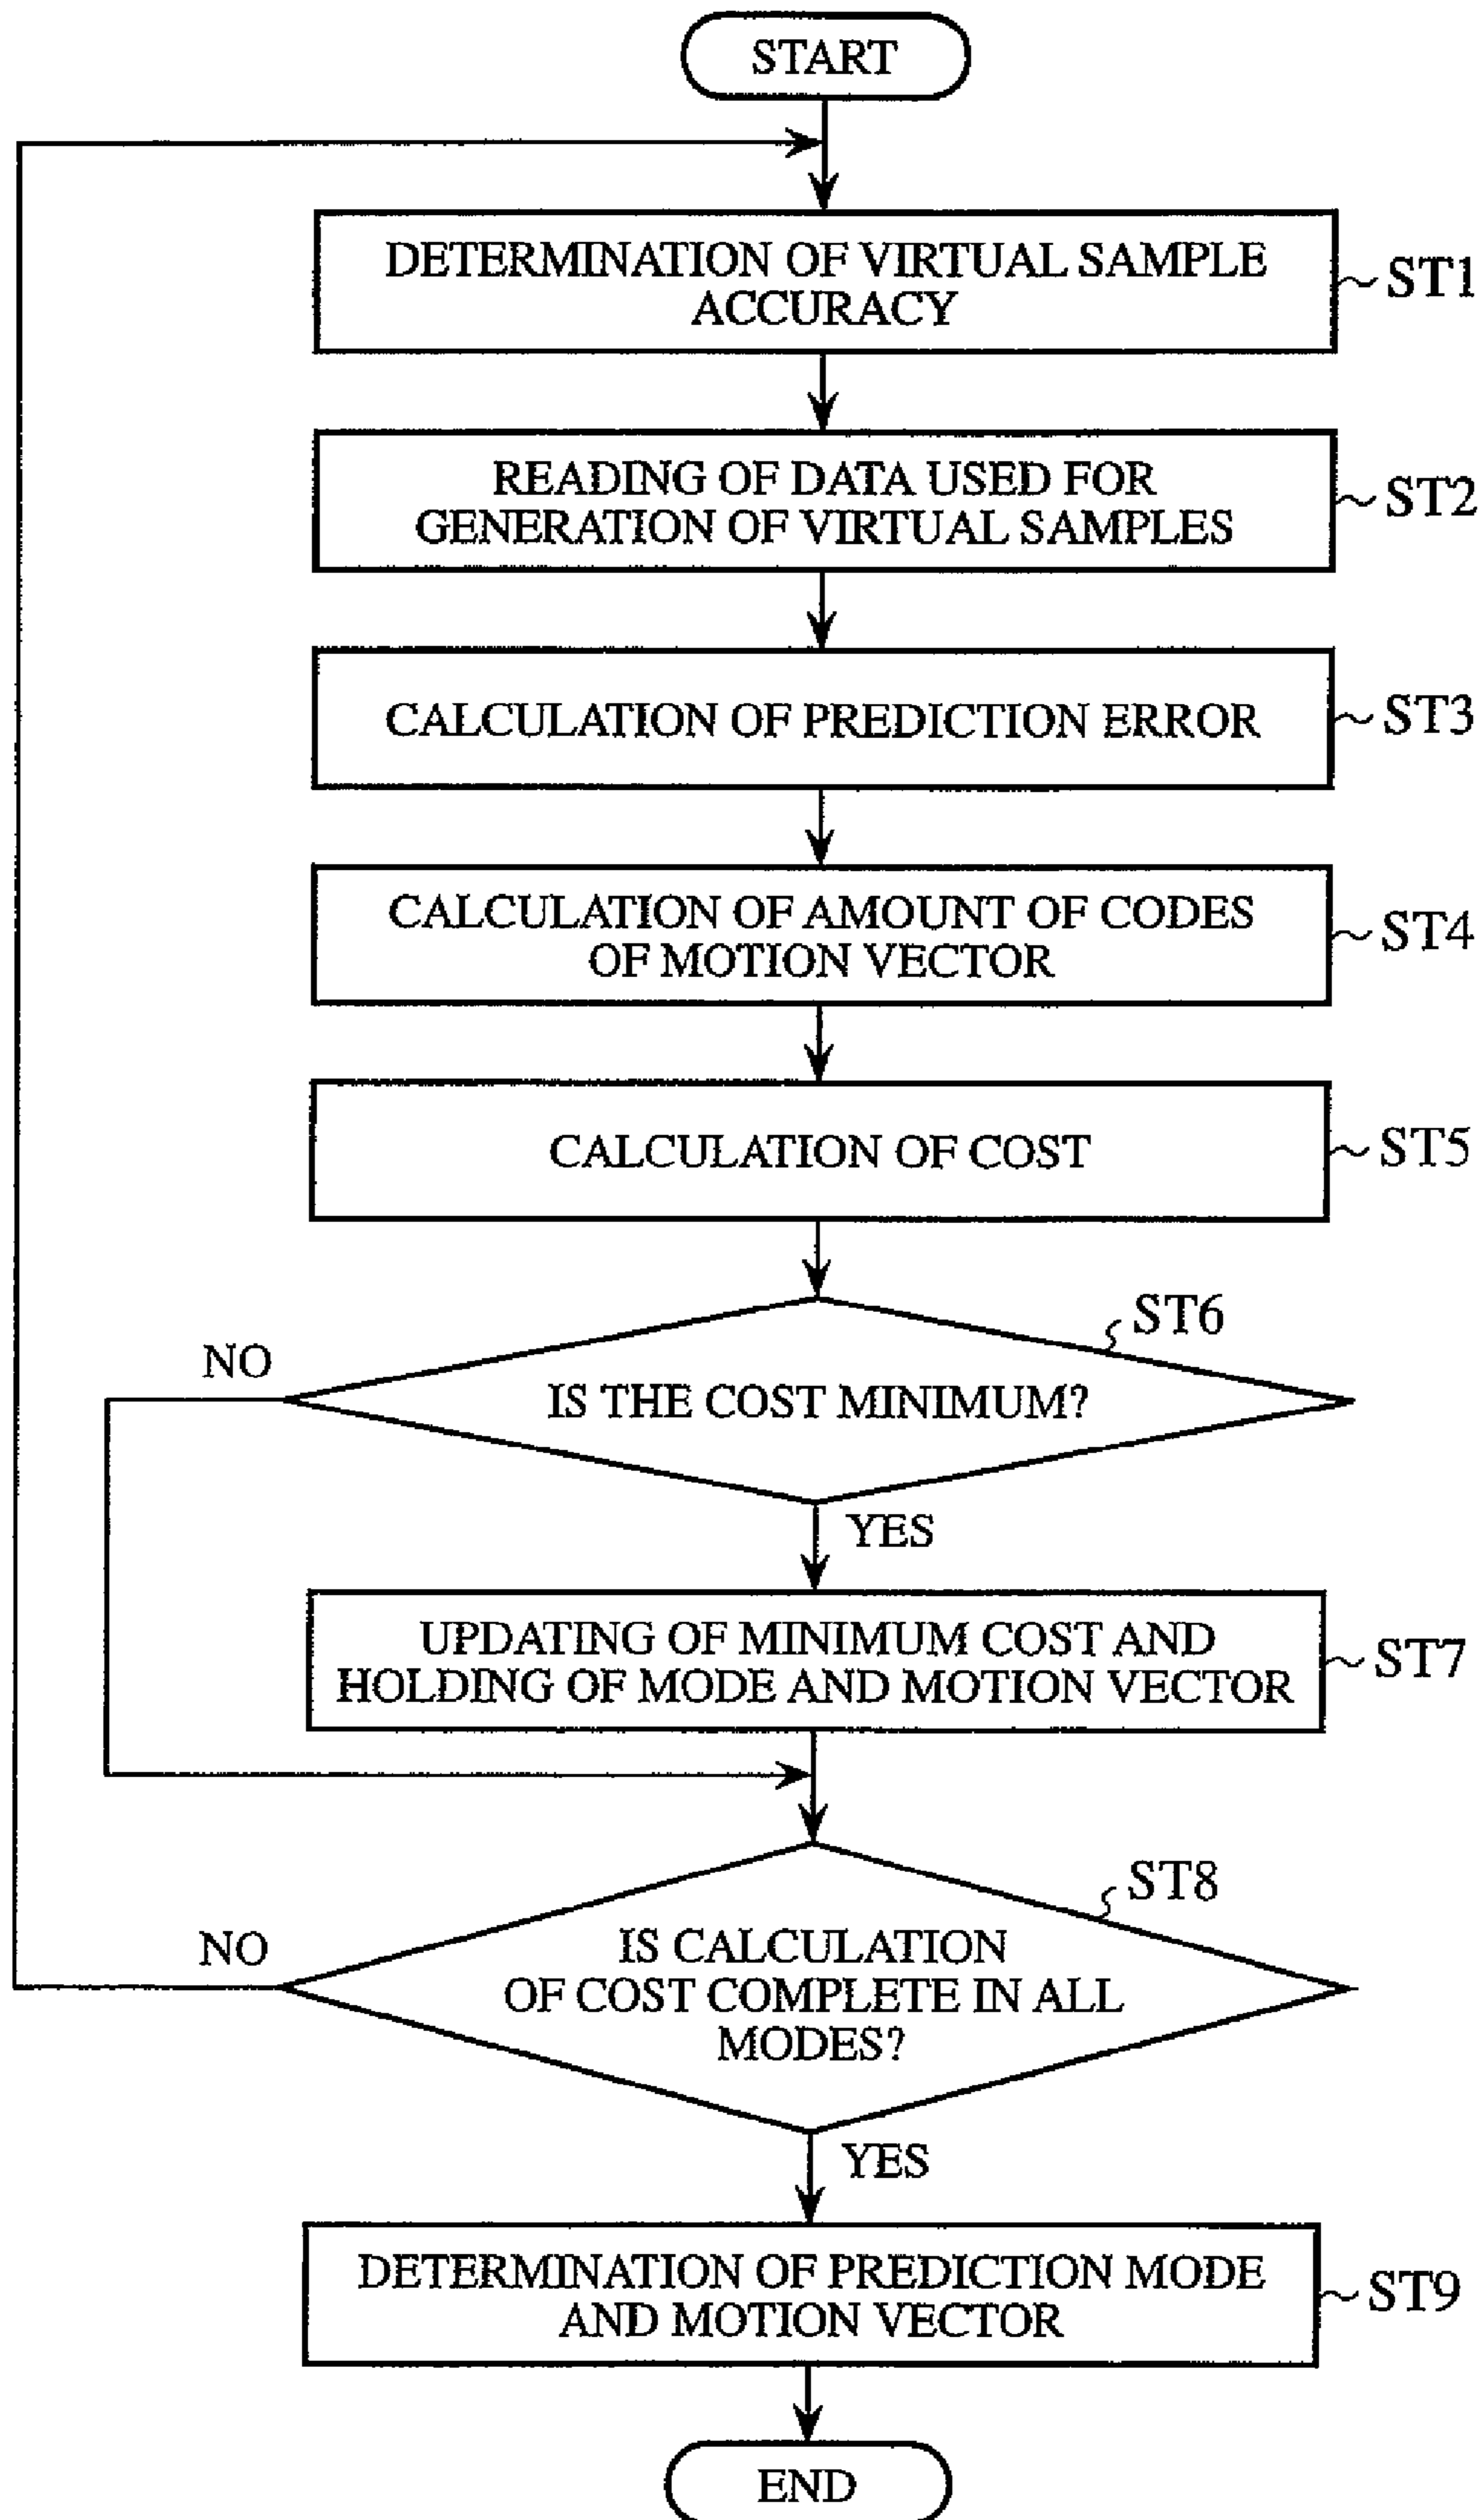 START
DETERMINATION OF VIRTUAL SAMPLE
ACCURACY
ST1
READING OF DATA USED FOR
GENERATION OF VIRTUAL SAMPLES
ST2
CALCULATION OF PREDICTION ERROR
ST3
CALCULATION OF AMOUNT OF CODES
OF MOTION VECTOR
ST4
CALCULATION OF COST
ST5
ST6
NO
IS THE COST MINIMUM?
YES
UPDATING OF MINIMUM COST AND
HOLDING OF MODE AND MOTION VECTOR
ST7
ST8
NO
IS CALCULATION
OF COST COMPLETE IN ALL
MODES?
YES
DETERMINATION OF PREDICTION MODE
AND MOTION VECTOR
ST9
END